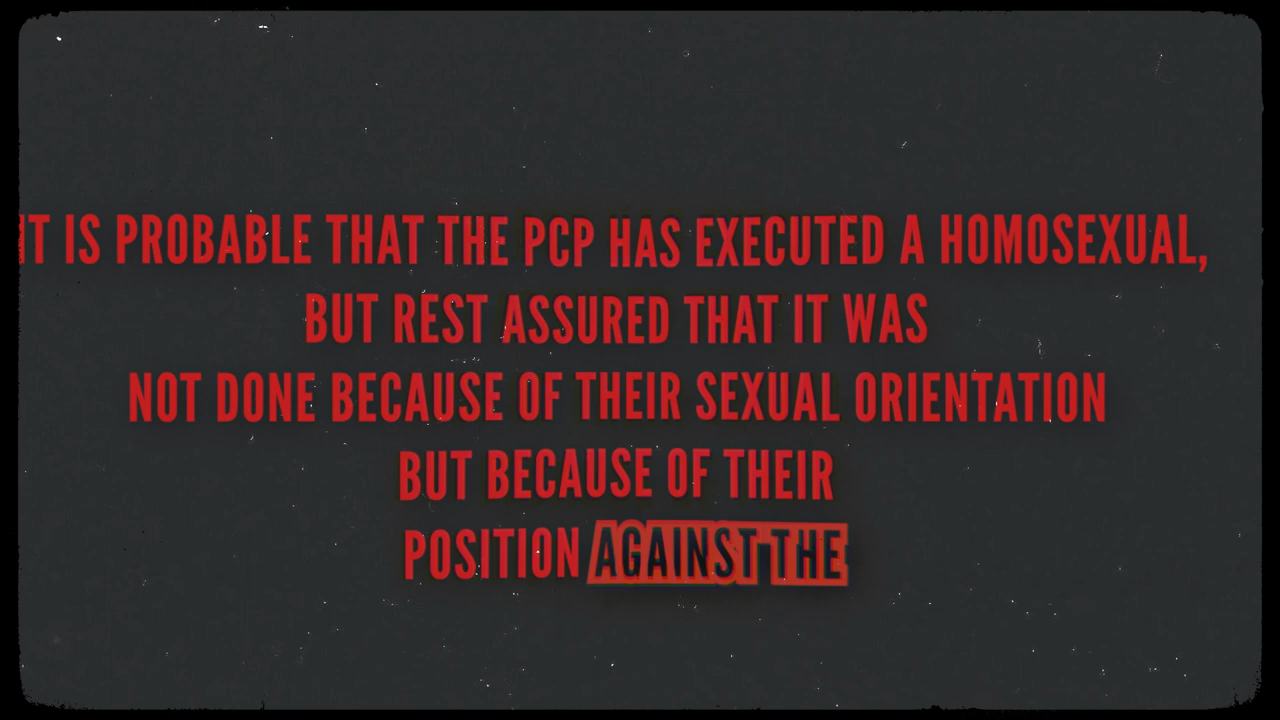 IT IS PROBABLE THAT THE PCP HAS EXECUTED A HOMOSEXUAL,
BUT REST ASSURED THAT IT WAS
NOT DONE BECAUSE OF THEIR SEXUAL ORIENTATION
BUT BECAUSE OF THEIR
POSITION AGAINST THE